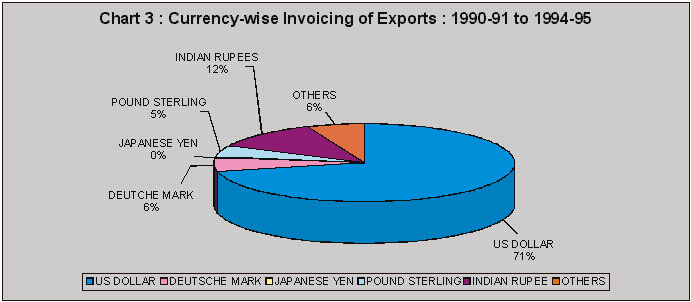 Chart 3 : Currency-wise Invoicing of Exports : 1990-91 to 1994-95
INDIAN RUPEES
12%
OTHERS
6%
POUND STERLING
5%
JAPANESE YEN
0%
DEUTCHE MARK
6%
US DOLLAR
71%
US DOLLAR DEUTSCHE MARK JAPANESE YEN POUND STERLING INDIAN RUPEE OTHERS